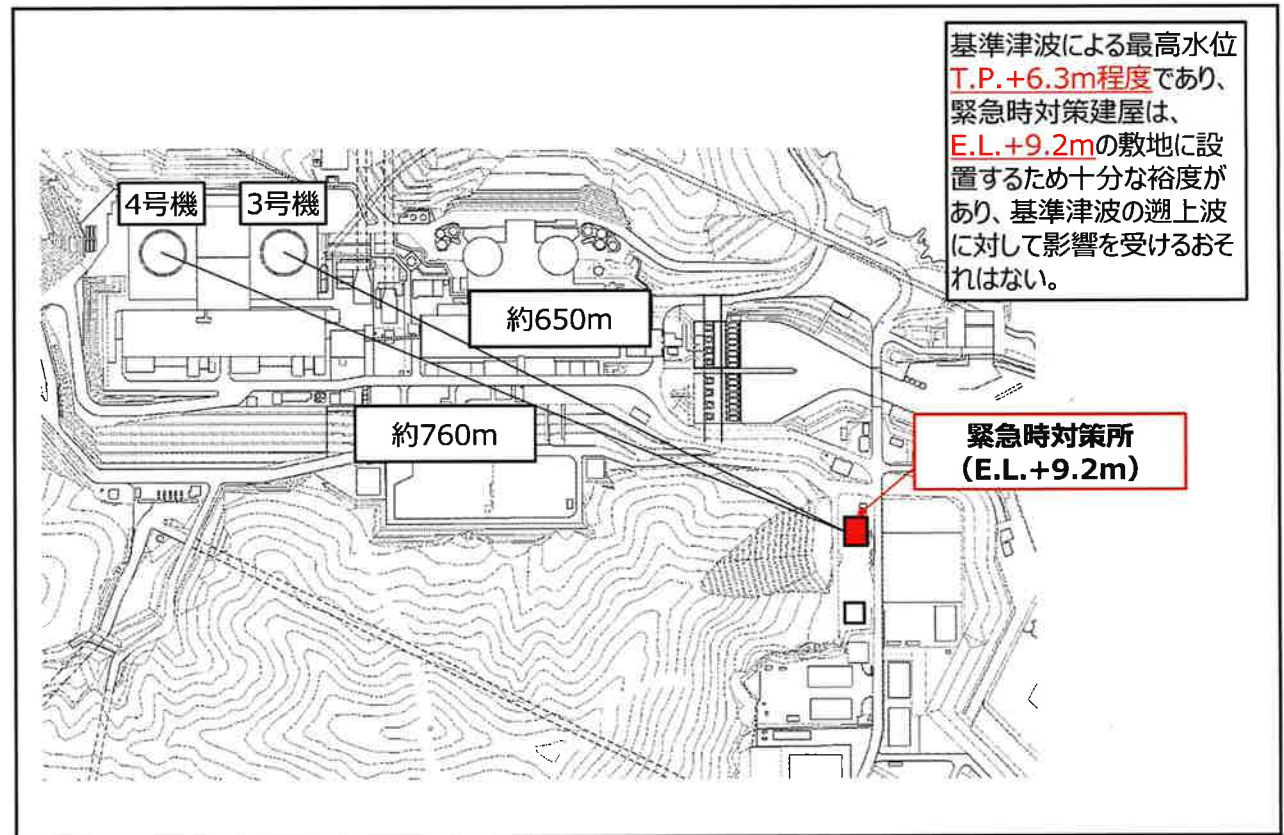 基準津波による最高水位
T.P.+6.3m程度であり、
緊急時対策建屋は、
E.L.+9.2mの敷地に設
置するため十分な裕度が
あり、基準津波の遡上波
に対して影響を受けるおそ
れはない。
4号機
3号機
約650m
約760m
緊急時対策所
(E.L.+9.2m)